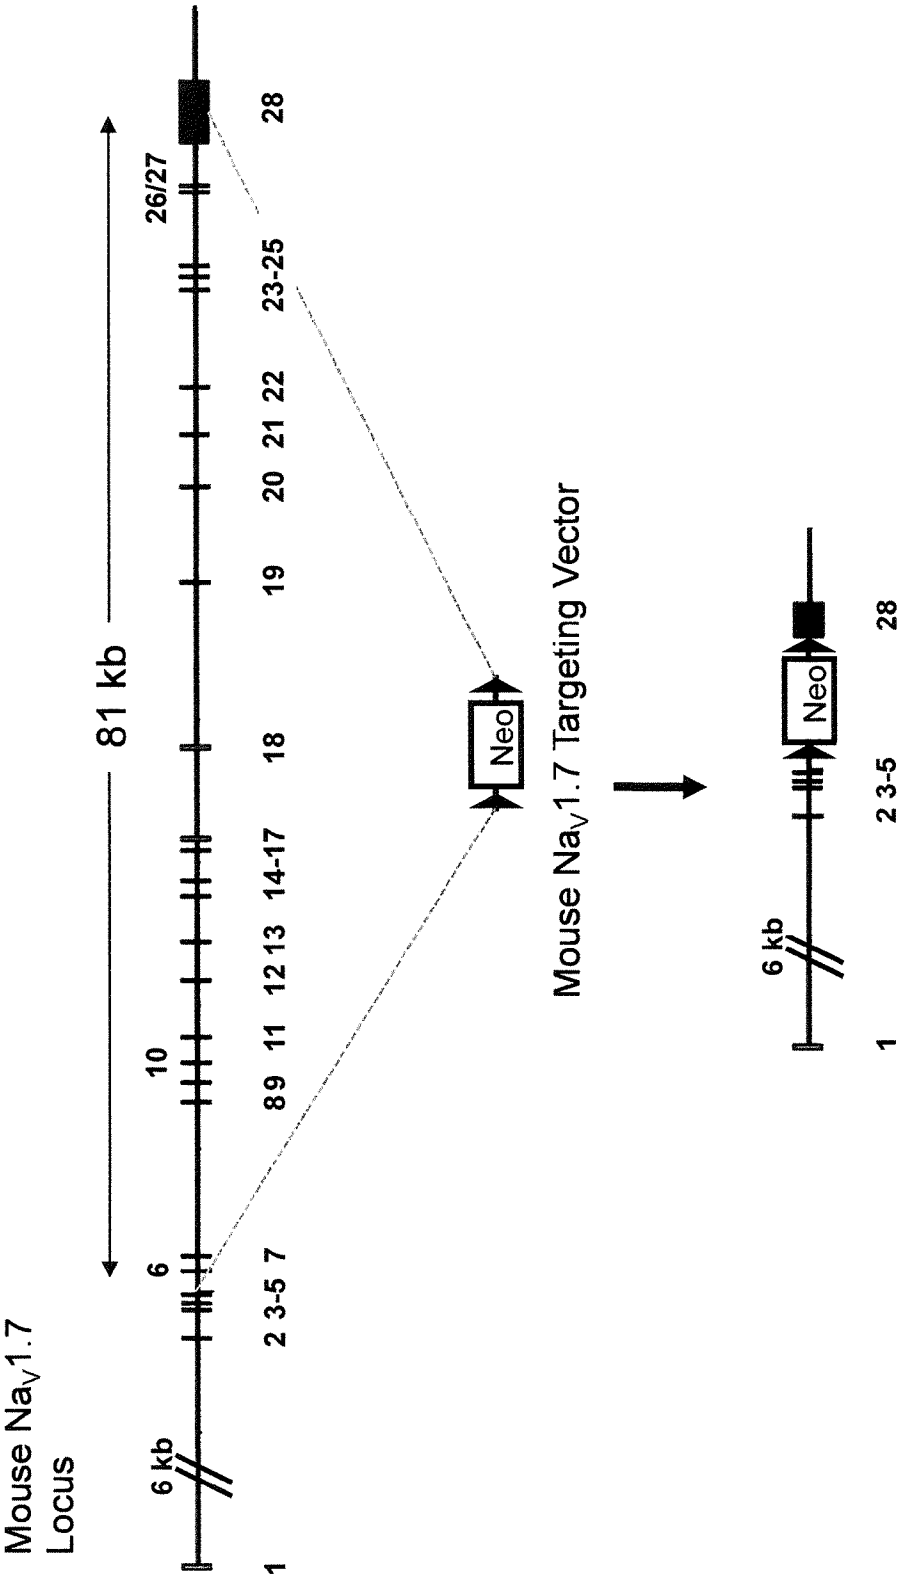 Mouse NaV1.7
Locus
81 kb
6 kb
6
10
26/27
1
2 3-5 7
8 9
11
12 13
14-17
18
19
20
21
22
23-25
28
Neo
Mouse NaV1.7 Targeting Vector
6 kb
Neo
1
2 3-5
28